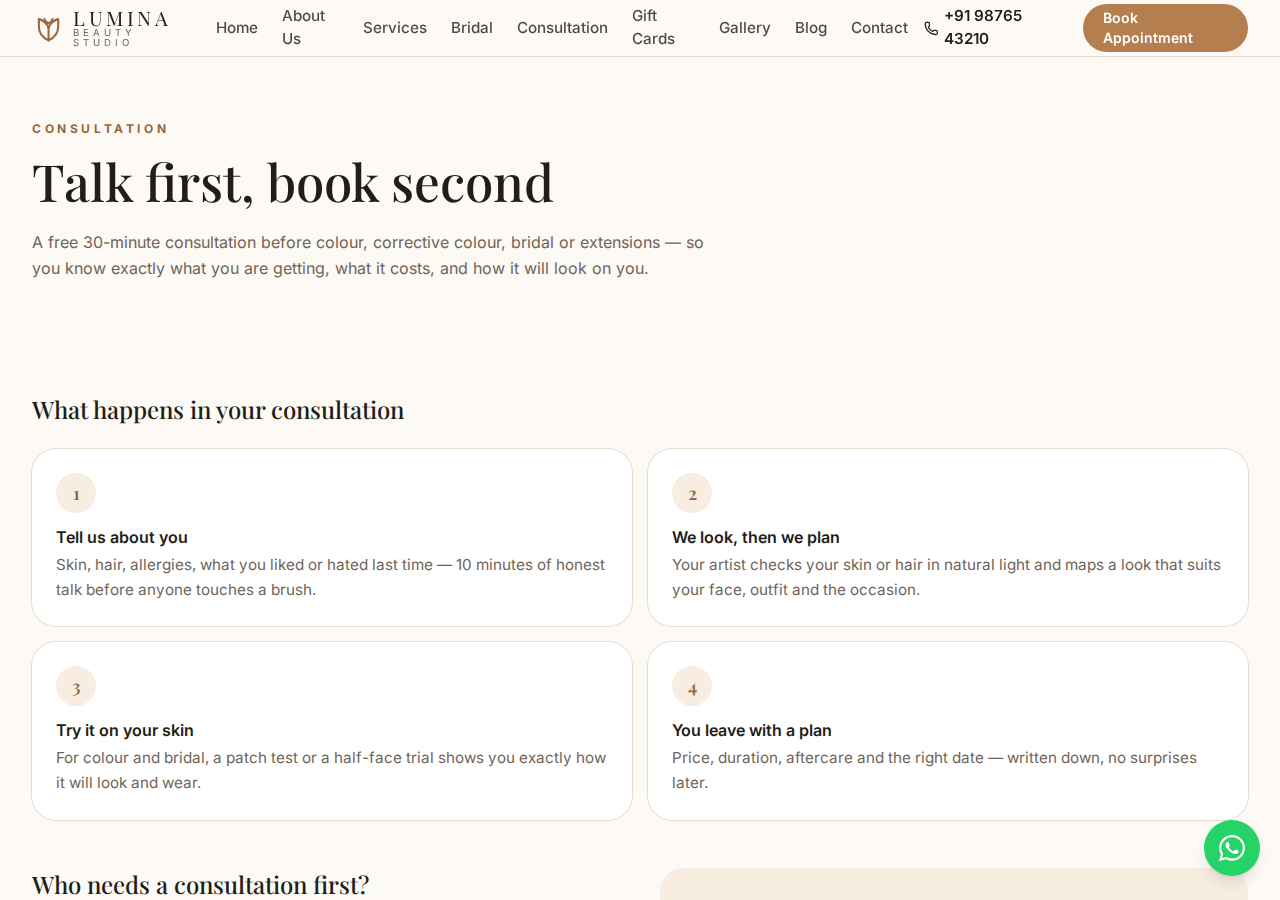 LUMINA
BEAUTY
STUDIO
Home
About
Us
Services
Bridal
Consultation
Gift
Cards
Gallery
Blog
Contact
+91 98765
43210
Book
Appointment
CONSULTATION
Talk first, book second
A free 30-minute consultation before colour, corrective colour, bridal or extensions — so
you know exactly what you are getting, what it costs, and how it will look on you.
What happens in your consultation
1
Tell us about you
Skin, hair, allergies, what you liked or hated last time — 10 minutes of honest
talk before anyone touches a brush.
2
We look, then we plan
Your artist checks your skin or hair in natural light and maps a look that suits
your face, outfit and the occasion.
3
Try it on your skin
For colour and bridal, a patch test or a half-face trial shows you exactly how
it will look and wear.
4
You leave with a plan
Price, duration, aftercare and the right date — written down, no surprises
later.
Who needs a consultation first?